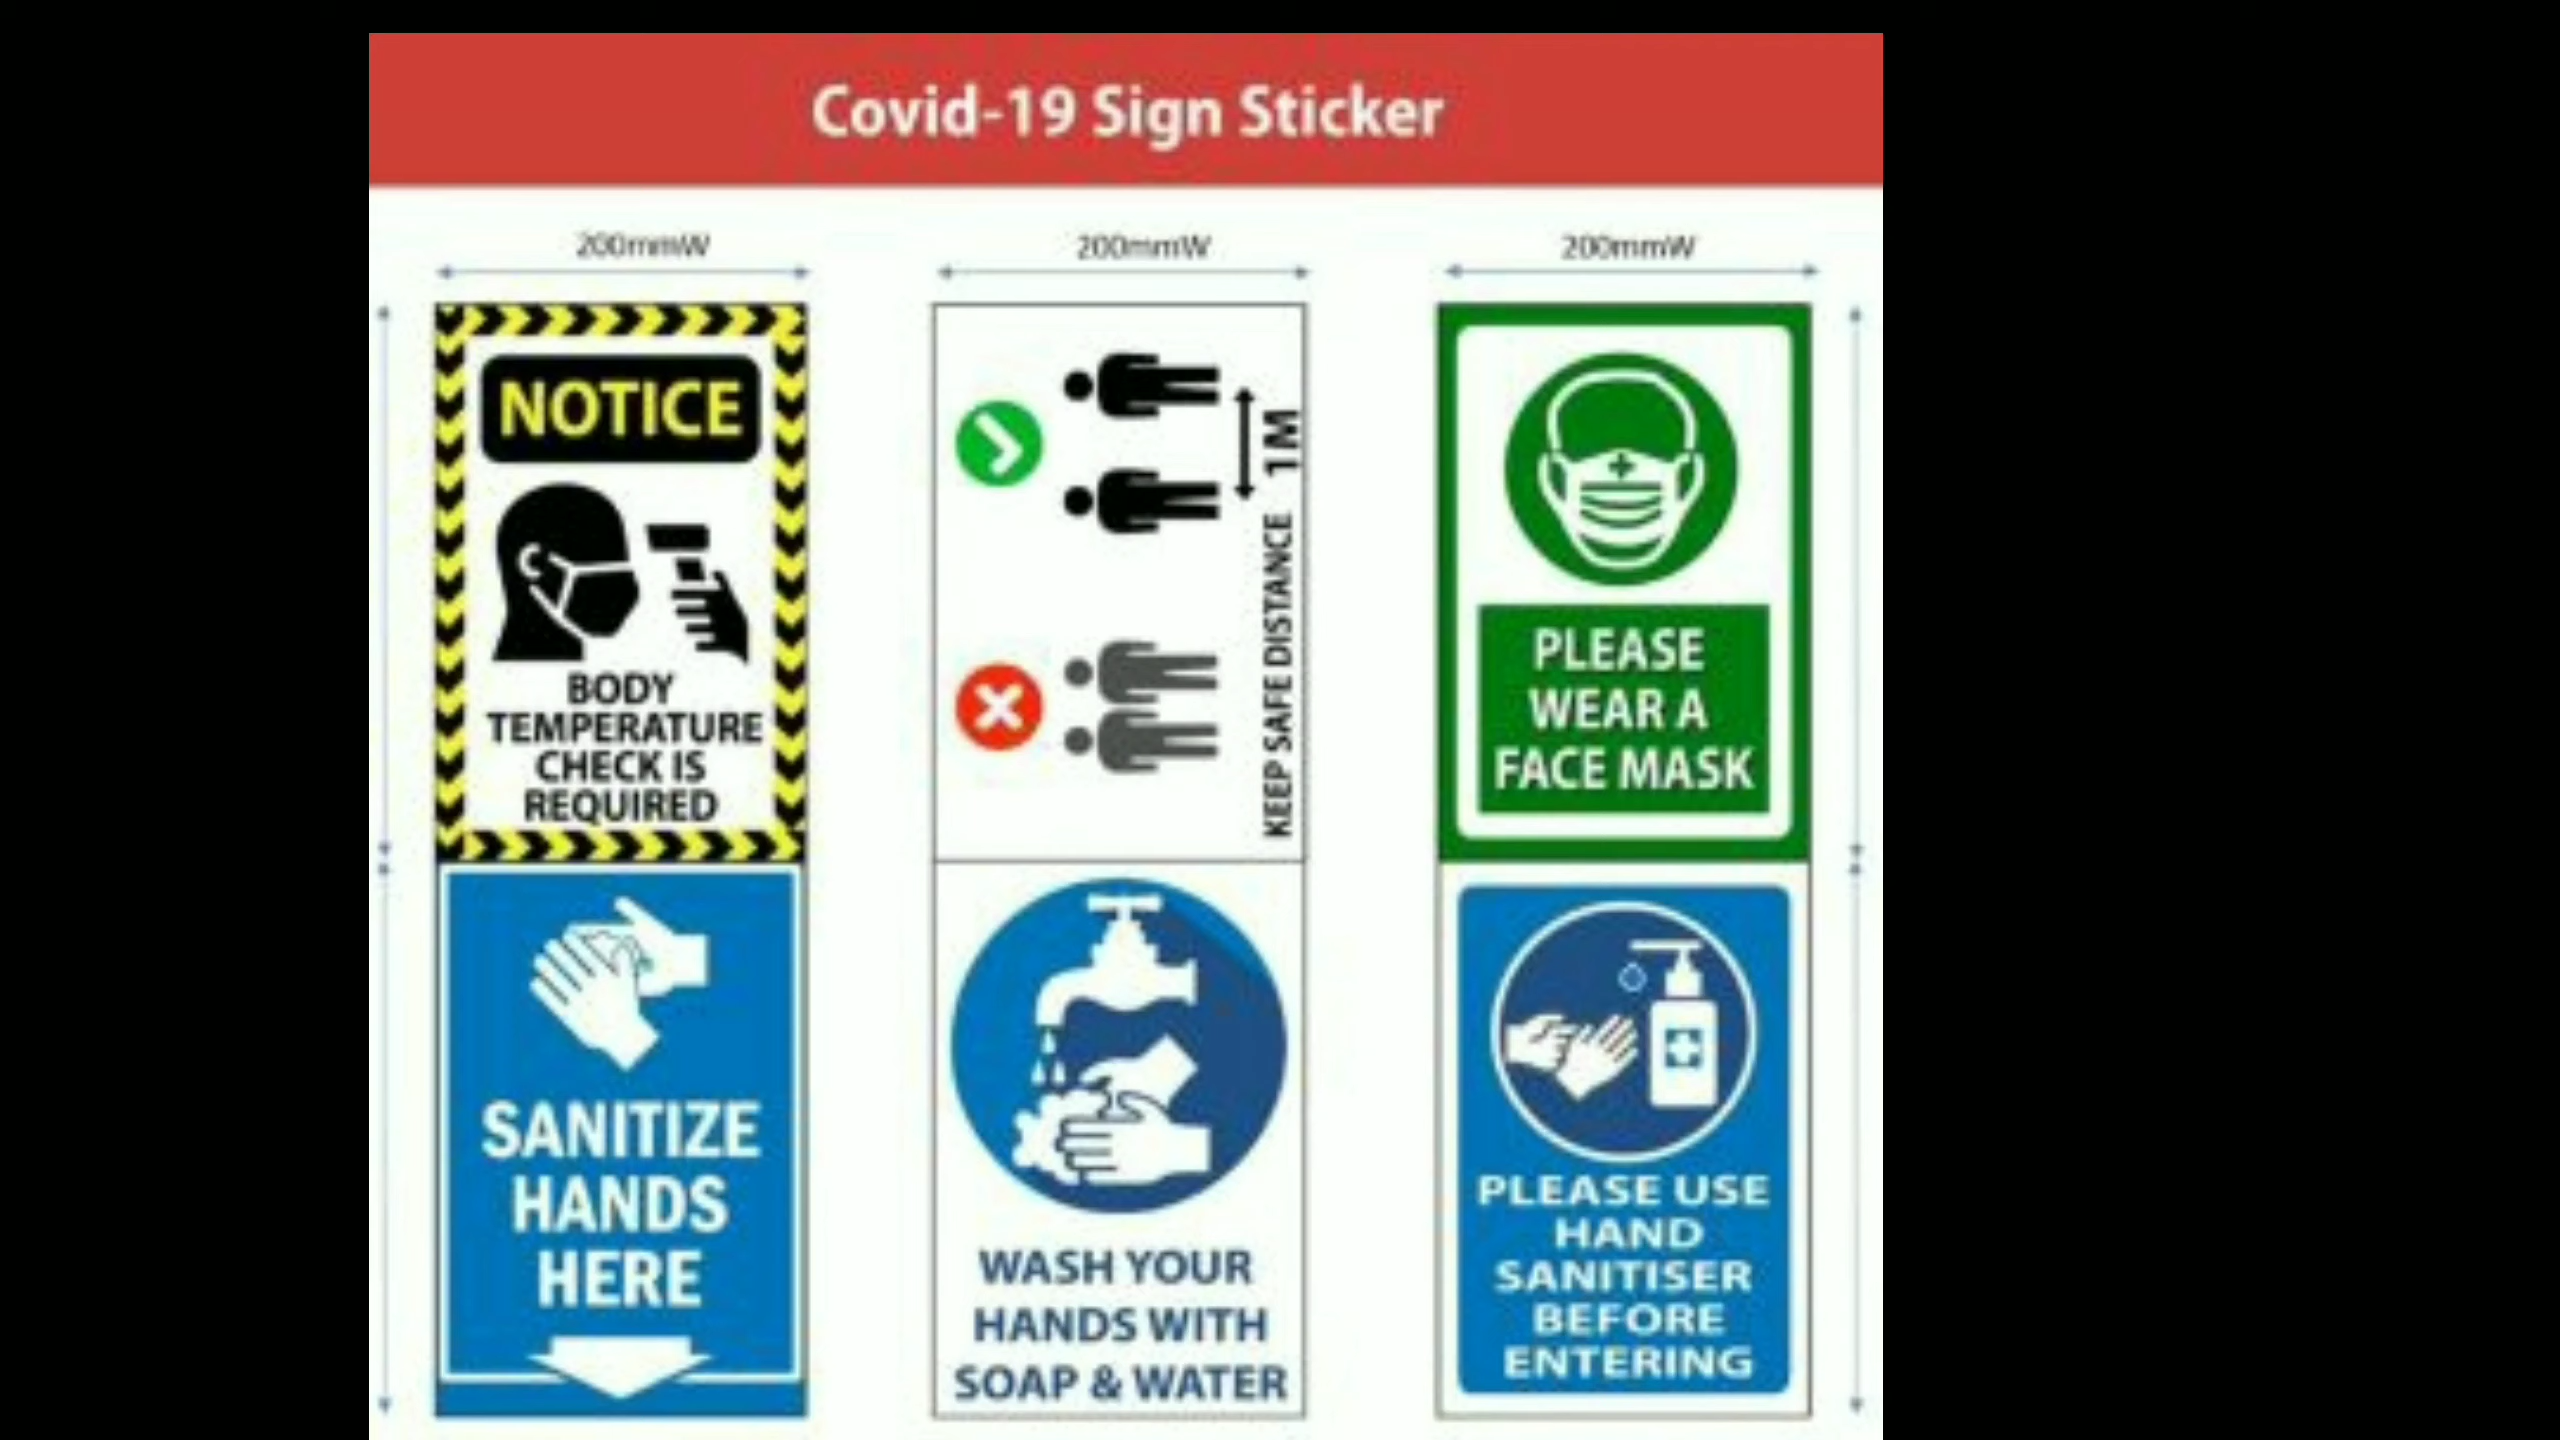 Covid-19 Sign Sticker
200mmW
200mmW
200mmW
NOTICE
BODY
TEMPERATURE
CHECK IS
REQUIRED
1M
KEEP SAFE DISTANCE
PLEASE
WEAR A
FACE MASK
SANITIZE
HANDS
HERE
WASH YOUR
HANDS WITH
SOAP & WATER
PLEASE USE
HAND
SANITISER
BEFORE
ENTERING